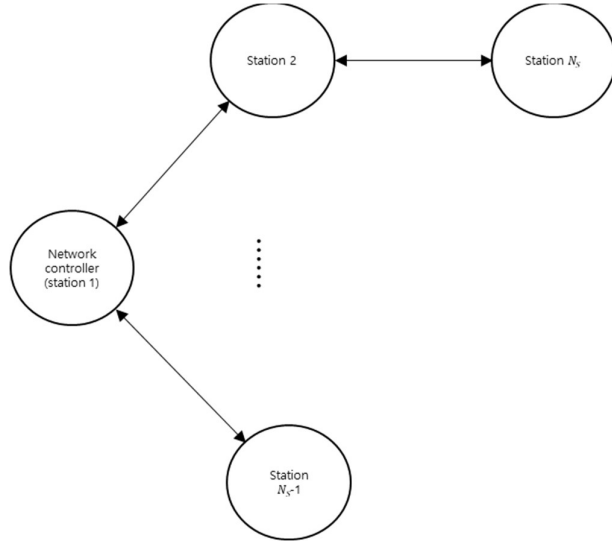 Station 2
Station N_S
Network
controller
(station 1)
Station
N_S-1